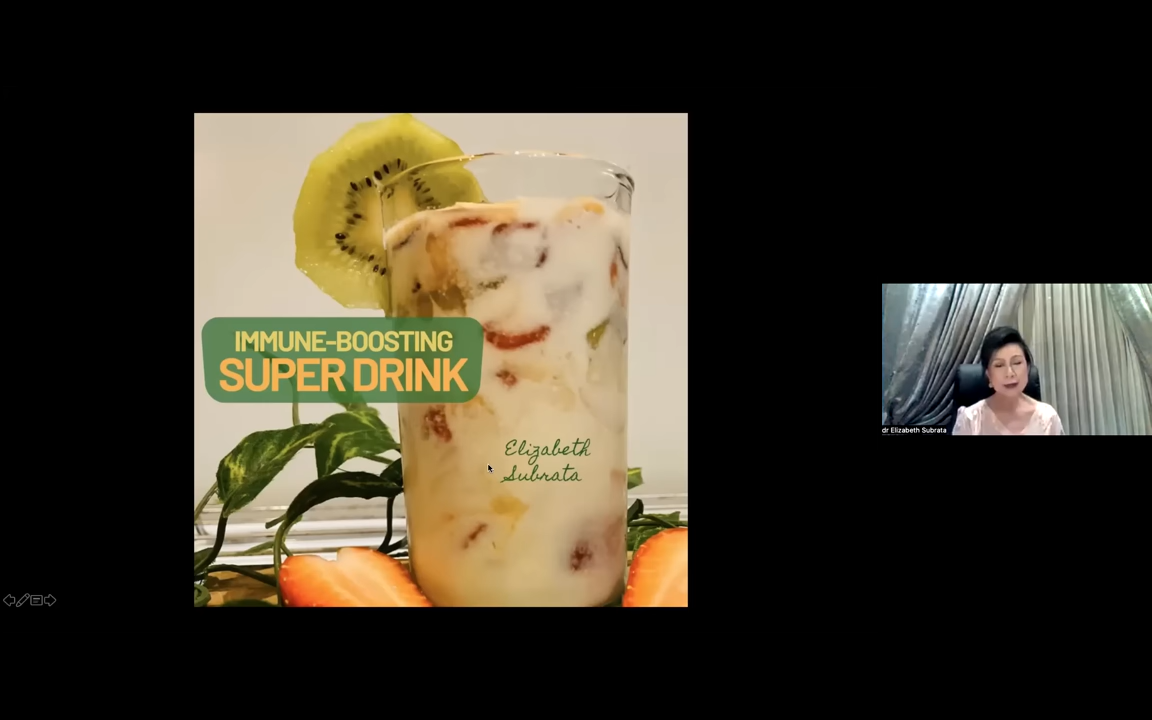 IMMUNE-BOOSTING
SUPER DRINK
Elizabeth
Subrata
dr Elizabeth Subrata